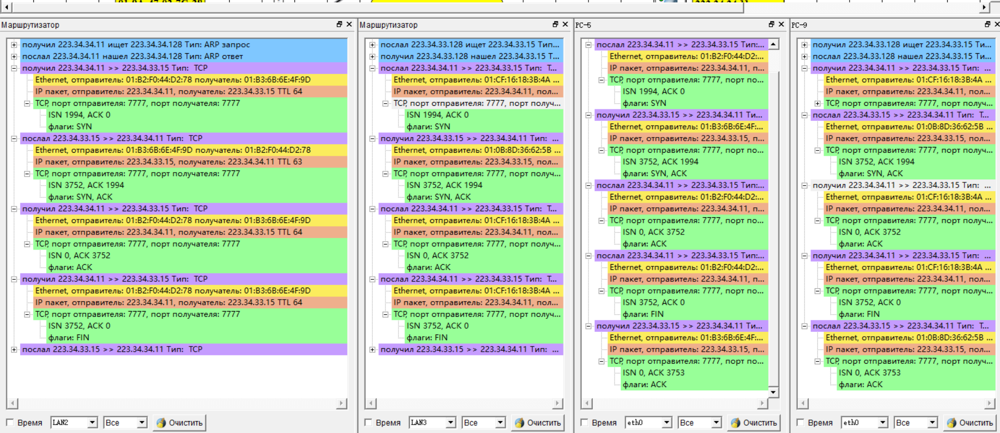 Маршрутизатор
получил 223.34.34.11 ищет 223.34.34.128 Тип: ARP запрос
послал 223.34.34.11 нашел 223.34.34.128 Тип: ARP ответ
получил 223.34.34.11 >> 223.34.33.15 Тип: TCP
Ethernet, отправитель: 01:B2:F0:44:D2:78 получатель: 01:B3:6B:6E:4F:9D
IP пакет, отправитель: 223.34.34.11, получатель: 223.34.33.15 TTL 64
TCP, порт отправителя: 7777, порт получателя: 7777
ISN 1994, ACK 0
флаги: SYN
послал 223.34.33.15 >> 223.34.34.11 Тип: TCP
Ethernet, отправитель: 01:B3:6B:6E:4F:9D получатель: 01:B2:F0:44:D2:78
IP пакет, отправитель: 223.34.33.15, получатель: 223.34.34.11 TTL 63
TCP, порт отправителя: 7777, порт получателя: 7777
ISN 3752, ACK 1994
флаги: SYN, ACK
получил 223.34.34.11 >> 223.34.33.15 Тип: TCP
Ethernet, отправитель: 01:B2:F0:44:D2:78 получатель: 01:B3:6B:6E:4F:9D
IP пакет, отправитель: 223.34.34.11, получатель: 223.34.33.15 TTL 64
TCP, порт отправителя: 7777, порт получателя: 7777
ISN 0, ACK 3752
флаги: ACK
получил 223.34.34.11 >> 223.34.33.15 Тип: TCP
Ethernet, отправитель: 01:B2:F0:44:D2:78 получатель: 01:B3:6B:6E:4F:9D
IP пакет, отправитель: 223.34.34.11, получатель: 223.34.33.15 TTL 64
TCP, порт отправителя: 7777, порт получателя: 7777
ISN 3752, ACK 0
флаги: FIN
послал 223.34.33.15 >> 223.34.34.11 Тип: TCP
Время LAN2 Все Очистить
Маршрутизатор
послал 223.34.33.128 ищет 223.34.33.15 Тип...
получил 223.34.33.128 нашел 223.34.33.15 Т...
послал 223.34.34.11 >> 223.34.33.15 Тип: T...
Ethernet, отправитель: 01:CF:16:18:3B:4A ...
IP пакет, отправитель: 223.34.34.11, пол...
TCP, порт отправителя: 7777, порт получ...
ISN 1994, ACK 0
флаги: SYN
получил 223.34.33.15 >> 223.34.34.11 Тип: ...
Ethernet, отправитель: 01:0B:8D:36:62:5B ...
IP пакет, отправитель: 223.34.33.15, пол...
TCP, порт отправителя: 7777, порт получ...
ISN 3752, ACK 1994
флаги: SYN, ACK
послал 223.34.34.11 >> 223.34.33.15 Тип: T...
Ethernet, отправитель: 01:CF:16:18:3B:4A ...
IP пакет, отправитель: 223.34.34.11, пол...
TCP, порт отправителя: 7777, порт получ...
ISN 0, ACK 3752
флаги: ACK
послал 223.34.34.11 >> 223.34.33.15 Тип: T...
Ethernet, отправитель: 01:CF:16:18:3B:4A ...
IP пакет, отправитель: 223.34.34.11, пол...
TCP, порт отправителя: 7777, порт получ...
ISN 3752, ACK 0
флаги: FIN
получил 223.34.33.15 >> 223.34.34.11 Тип: ...
Время LAN3 Все Очистить
PC-5
послал 223.34.34.11 >> 223.34.33.15 Тип:...
Ethernet, отправитель: 01:B2:F0:44:D2:...
IP пакет, отправитель: 223.34.34.11, п...
TCP, порт отправителя: 7777, порт по...
ISN 1994, ACK 0
флаги: SYN
получил 223.34.33.15 >> 223.34.34.11 Ти...
Ethernet, отправитель: 01:B3:6B:6E:4F:...
IP пакет, отправитель: 223.34.33.15, п...
TCP, порт отправителя: 7777, порт по...
ISN 3752, ACK 1994
флаги: SYN, ACK
послал 223.34.34.11 >> 223.34.33.15 Тип:...
Ethernet, отправитель: 01:B2:F0:44:D2:...
IP пакет, отправитель: 223.34.34.11, п...
TCP, порт отправителя: 7777, порт по...
ISN 0, ACK 3752
флаги: ACK
послал 223.34.34.11 >> 223.34.33.15 Тип:...
Ethernet, отправитель: 01:B2:F0:44:D2:...
IP пакет, отправитель: 223.34.34.11, п...
TCP, порт отправителя: 7777, порт по...
ISN 3752, ACK 0
флаги: FIN
получил 223.34.33.15 >> 223.34.34.11 Ти...
Ethernet, отправитель: 01:B3:6B:6E:4F:...
IP пакет, отправитель: 223.34.33.15, п...
TCP, порт отправителя: 7777, порт по...
ISN 0, ACK 3753
флаги: ACK
Время eth0 Все Очистить
PC-9
получил 223.34.33.128 ищет 223.34.33.15 Ти...
послал 223.34.33.128 нашел 223.34.33.15 Ти...
получил 223.34.34.11 >> 223.34.33.15 Тип: ...
Ethernet, отправитель: 01:CF:16:18:3B:4A ...
IP пакет, отправитель: 223.34.34.11, пол...
TCP, порт отправителя: 7777, порт получ...
послал 223.34.33.15 >> 223.34.34.11 Тип: T...
Ethernet, отправитель: 01:0B:8D:36:62:5B ...
IP пакет, отправитель: 223.34.33.15, пол...
TCP, порт отправителя: 7777, порт получ...
ISN 3752, ACK 1994
флаги: SYN, ACK
получил 223.34.34.11 >> 223.34.33.15 Тип: ...
Ethernet, отправитель: 01:CF:16:18:3B:4A ...
IP пакет, отправитель: 223.34.34.11, пол...
TCP, порт отправителя: 7777, порт получ...
ISN 0, ACK 3752
флаги: ACK
получил 223.34.34.11 >> 223.34.33.15 Тип: ...
Ethernet, отправитель: 01:CF:16:18:3B:4A ...
IP пакет, отправитель: 223.34.34.11, пол...
TCP, порт отправителя: 7777, порт получ...
ISN 3752, ACK 0
флаги: FIN
послал 223.34.33.15 >> 223.34.34.11 Тип: T...
Ethernet, отправитель: 01:0B:8D:36:62:5B ...
IP пакет, отправитель: 223.34.33.15, пол...
TCP, порт отправителя: 7777, порт получ...
ISN 0, ACK 3753
флаги: ACK
Время eth0 Все Очистить